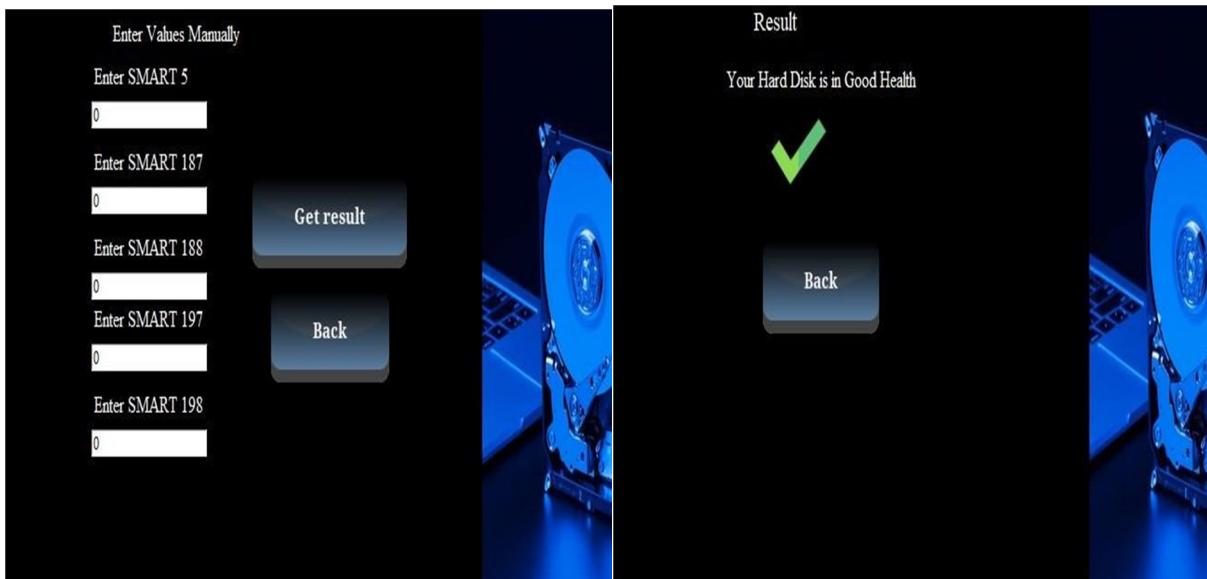 Enter Values Manually
Enter SMART 5
0
Enter SMART 187
0
Enter SMART 188
0
Enter SMART 197
0
Enter SMART 198
0
Get result
Back
Result
Your Hard Disk is in Good Health
Back